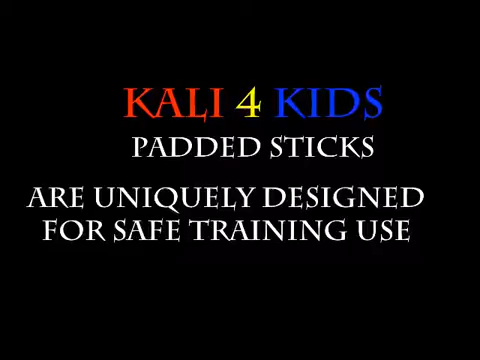 KALI 4 KIDS
PADDED STICKS
ARE UNIQUELY DESIGNED
FOR SAFE TRAINING USE